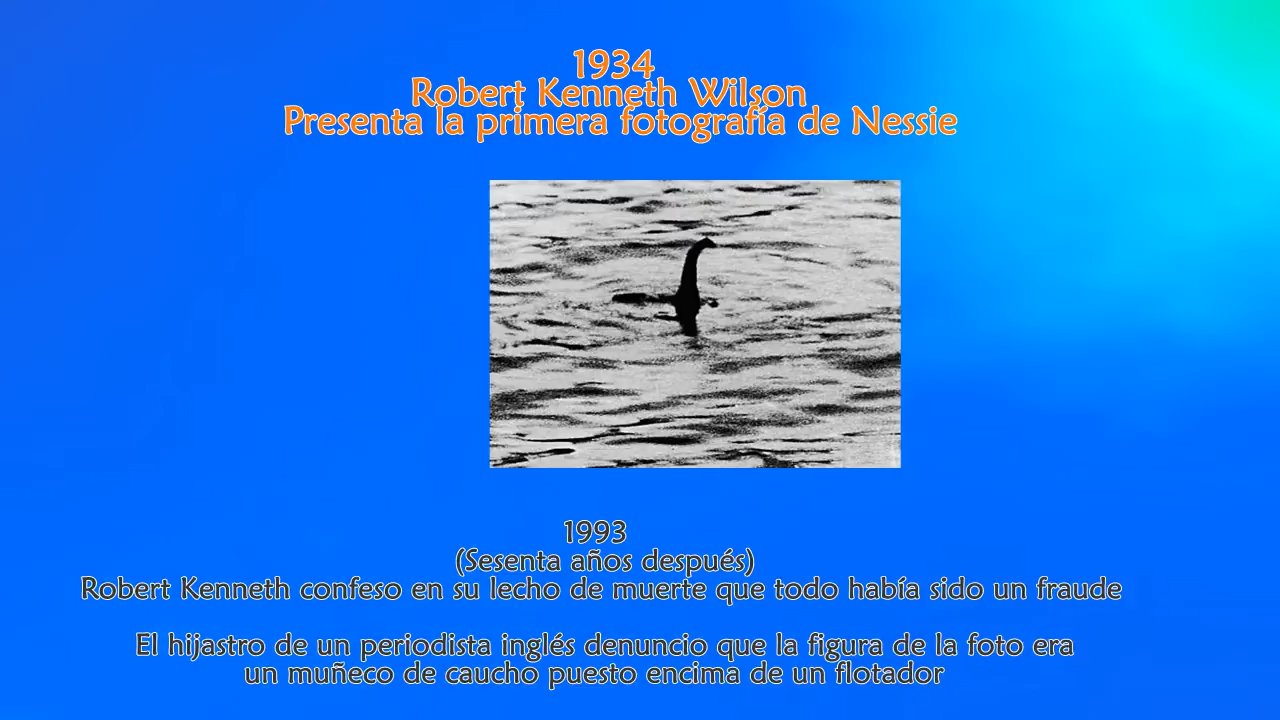 1934
Robert Kenneth Wilson
Presenta la primera fotografía de Nessie
1993
(Sesenta años después)
Robert Kenneth confeso en su lecho de muerte que todo había sido un fraude
El hijastro de un periodista inglés denuncio que la figura de la foto era
un muñeco de caucho puesto encima de un flotador